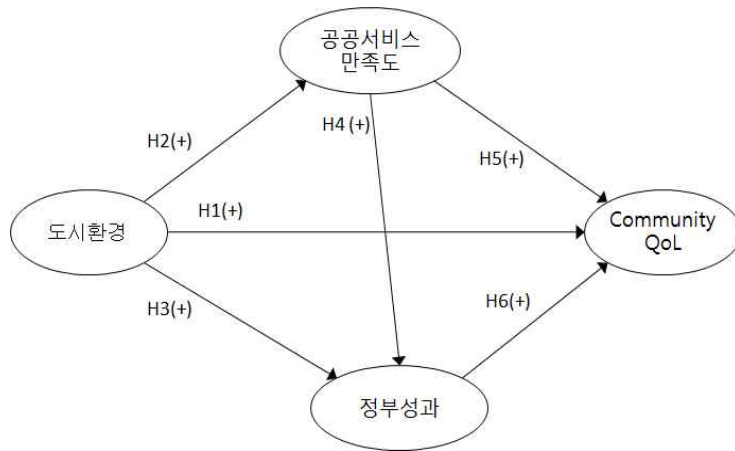 공공서비스
만족도
H4(+)
H2(+)
H5(+)
도시환경
H1(+)
Community
QoL
H3(+)
H6(+)
정부성과